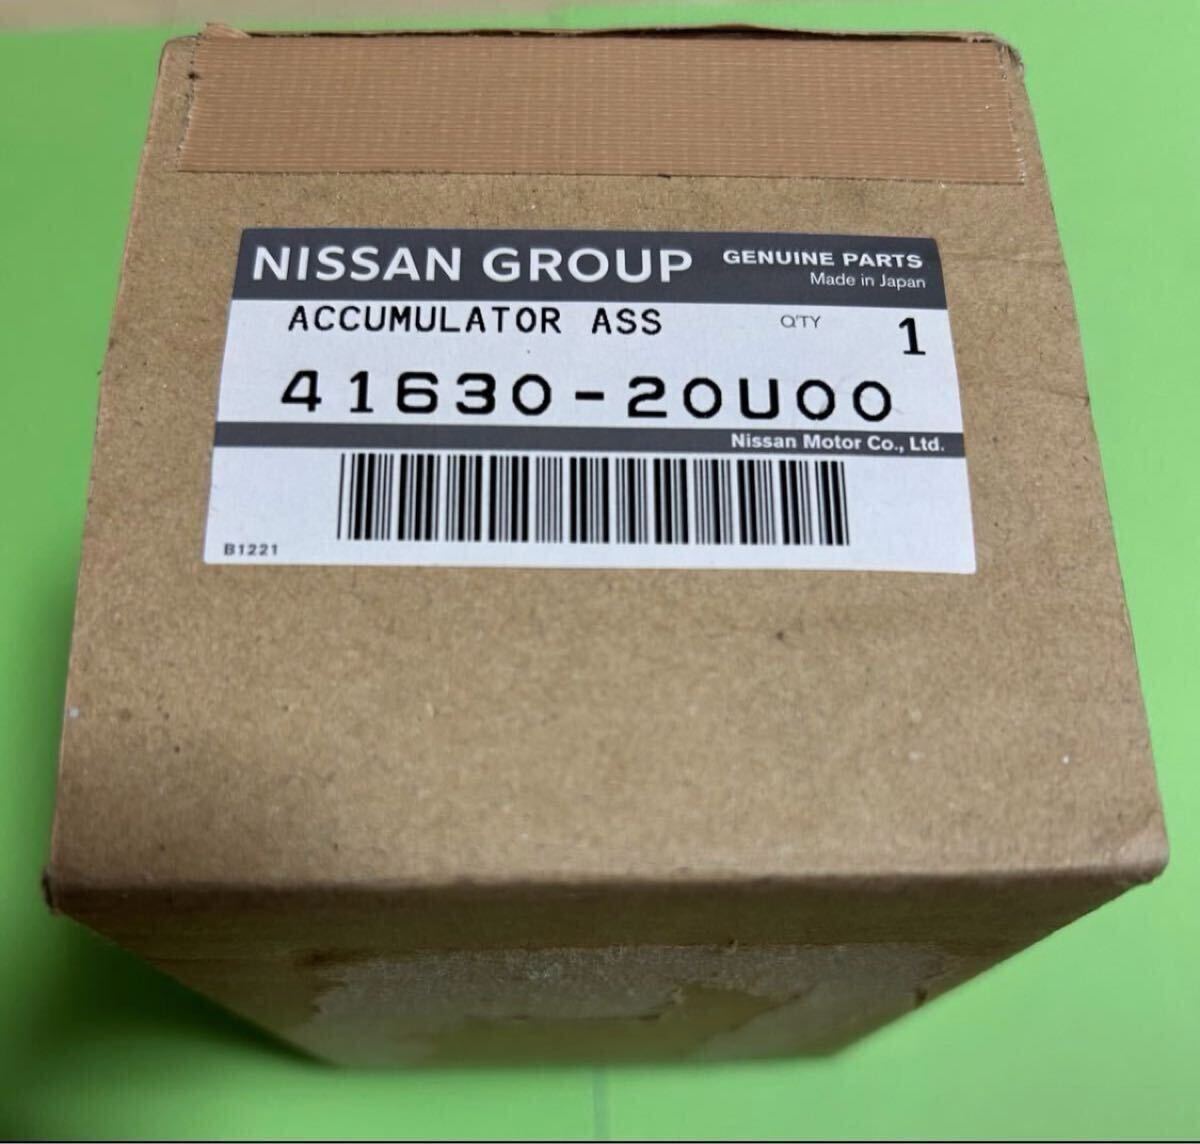 NISSAN GROUP GENUINE PARTS
Made in Japan
ACCUMULATOR ASS Q'TY 1
41630-20U00
Nissan Motor Co., Ltd.
B1221